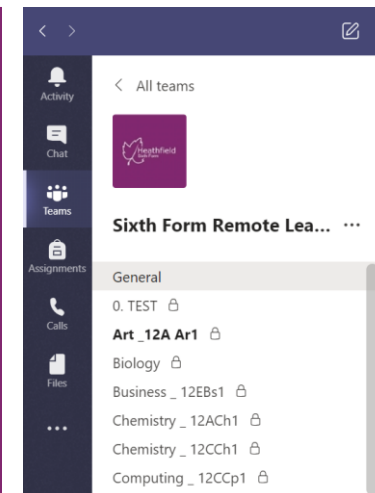 Activity
Chat
Teams
Assignments
Calls
Files
All teams
Heathfield
Sixth Form Remote Lea...
General
0. TEST
Art _12A Ar1
Biology
Business _ 12EBs1
Chemistry _ 12ACh1
Chemistry _ 12CCh1
Computing _ 12CCp1